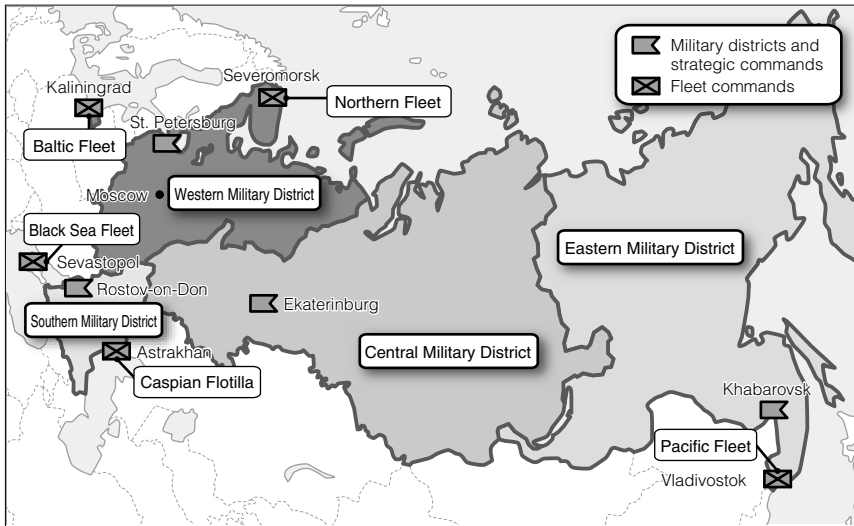 Military districts and
strategic commands
Fleet commands
Severomorsk
Kaliningrad
Northern Fleet
St. Petersburg
Baltic Fleet
Moscow
Western Military District
Black Sea Fleet
Eastern Military District
Sevastopol
Rostov-on-Don
Ekaterinburg
Southern Military District
Astrakhan
Central Military District
Caspian Flotilla
Khabarovsk
Pacific Fleet
Vladivostok